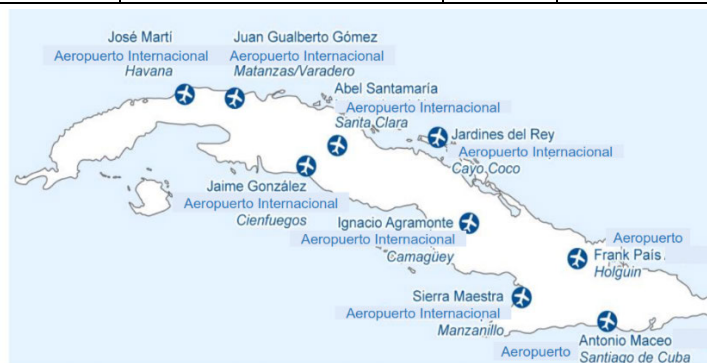 José Martí
Aeropuerto Internacional
Havana
Juan Gualberto Gómez
Aeropuerto Internacional
Matanzas/Varadero
Abel Santamaría
Aeropuerto Internacional
Santa Clara
Jardines del Rey
Aeropuerto Internacional
Cayo Coco
Jaime González
Aeropuerto Internacional
Cienfuegos
Ignacio Agramonte
Aeropuerto Internacional
Camagüey
Aeropuerto
Frank País
Holguin
Sierra Maestra
Aeropuerto Internacional
Manzanillo
Antonio Maceo
Aeropuerto
Santiago de Cuba